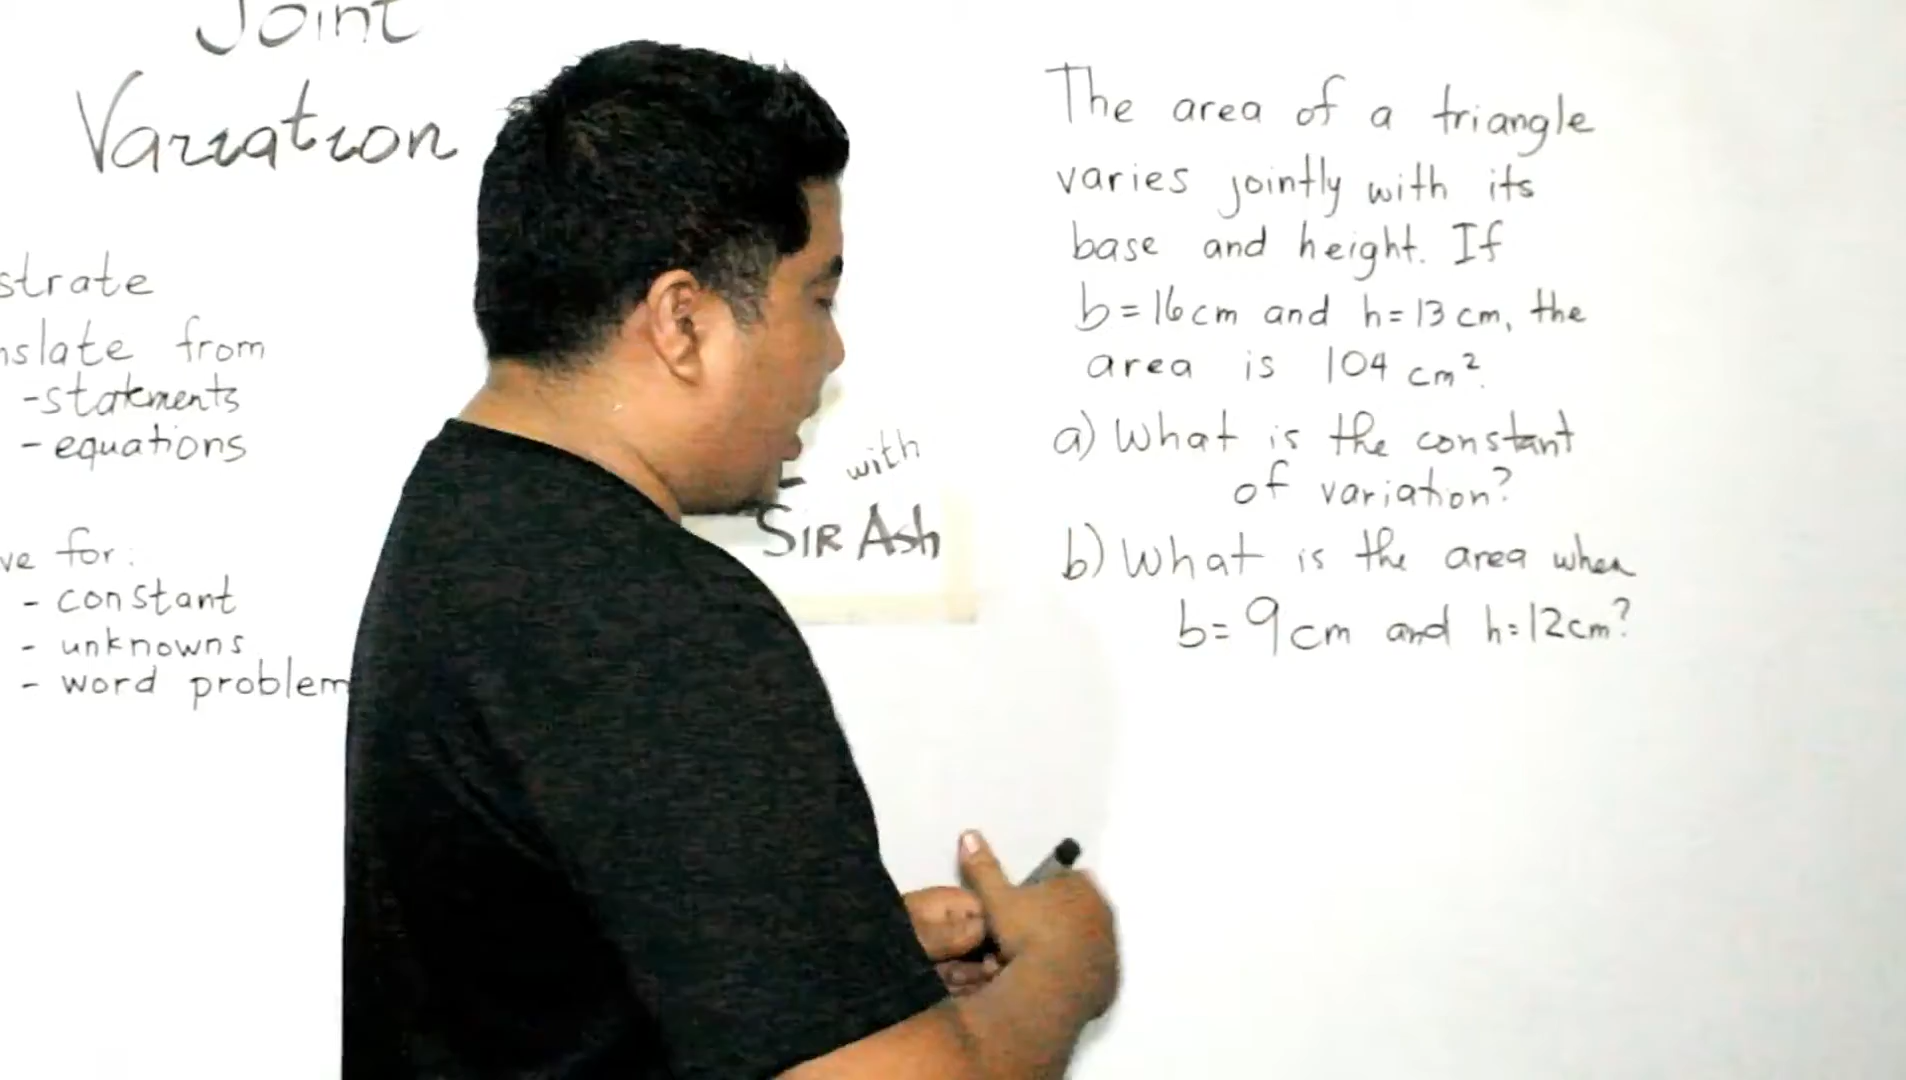 Joint
Variation
strate
nslate from
-statements
- equations
ve for:
- constant
- unknowns
- word problem
with
SIR Ash
The area of a triangle
varies jointly with its
base and height. If
b=16cm and h=13cm, the
area is 104 cm².
a) What is the constant
of variation?
b) What is the area when
b=9cm and h=12cm?